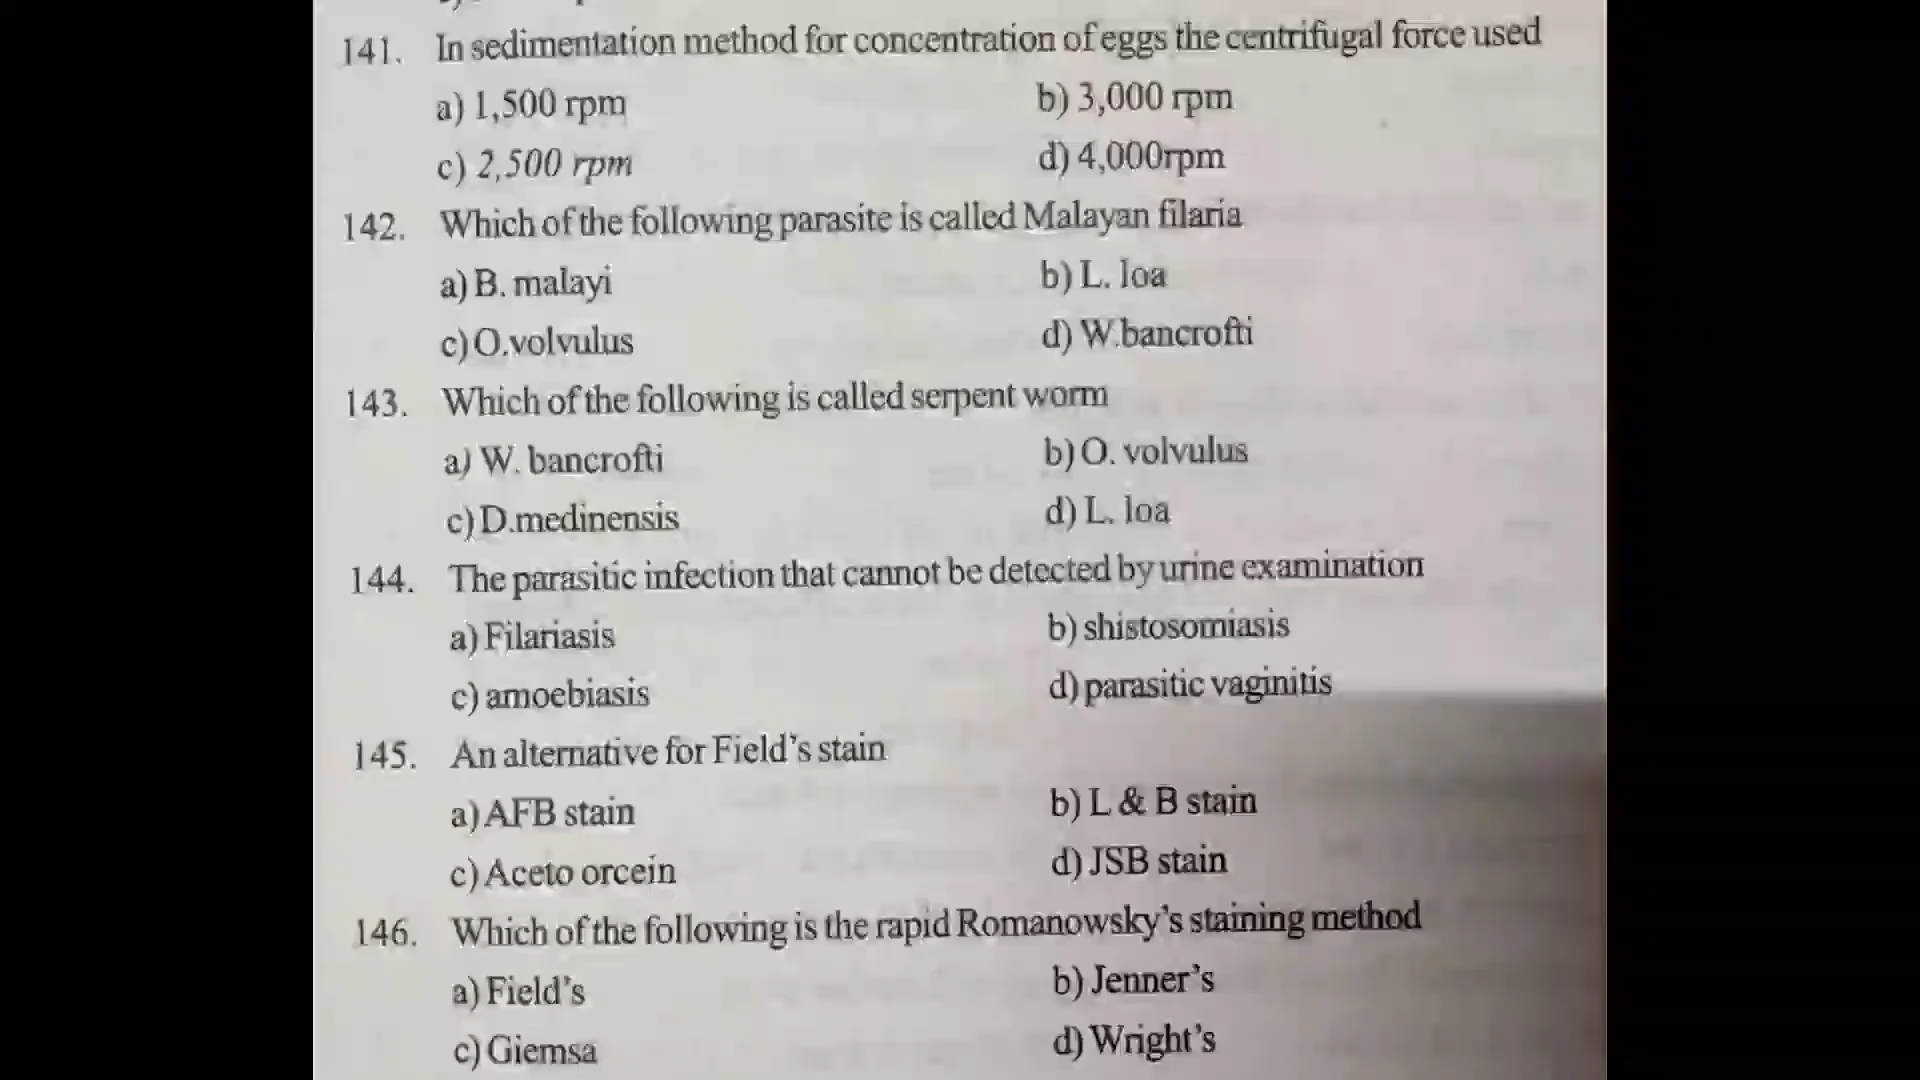 141. In sedimentation method for concentration of eggs the centrifugal force used
a) 1,500 rpm b) 3,000 rpm
c) 2,500 rpm d) 4,000rpm
142. Which of the following parasite is called Malayan filaria
a) B. malayi b) L. loa
c) O.volvulus d) W.bancrofti
143. Which of the following is called serpent worm
a) W. bancrofti b) O. volvulus
c) D.medinensis d) L. loa
144. The parasitic infection that cannot be detected by urine examination
a) Filariasis b) shistosomiasis
c) amoebiasis d) parasitic vaginitis
145. An alternative for Field's stain
a) AFB stain b) L & B stain
c) Aceto orcein d) JSB stain
146. Which of the following is the rapid Romanowsky's staining method
a) Field's b) Jenner's
c) Giemsa d) Wright's